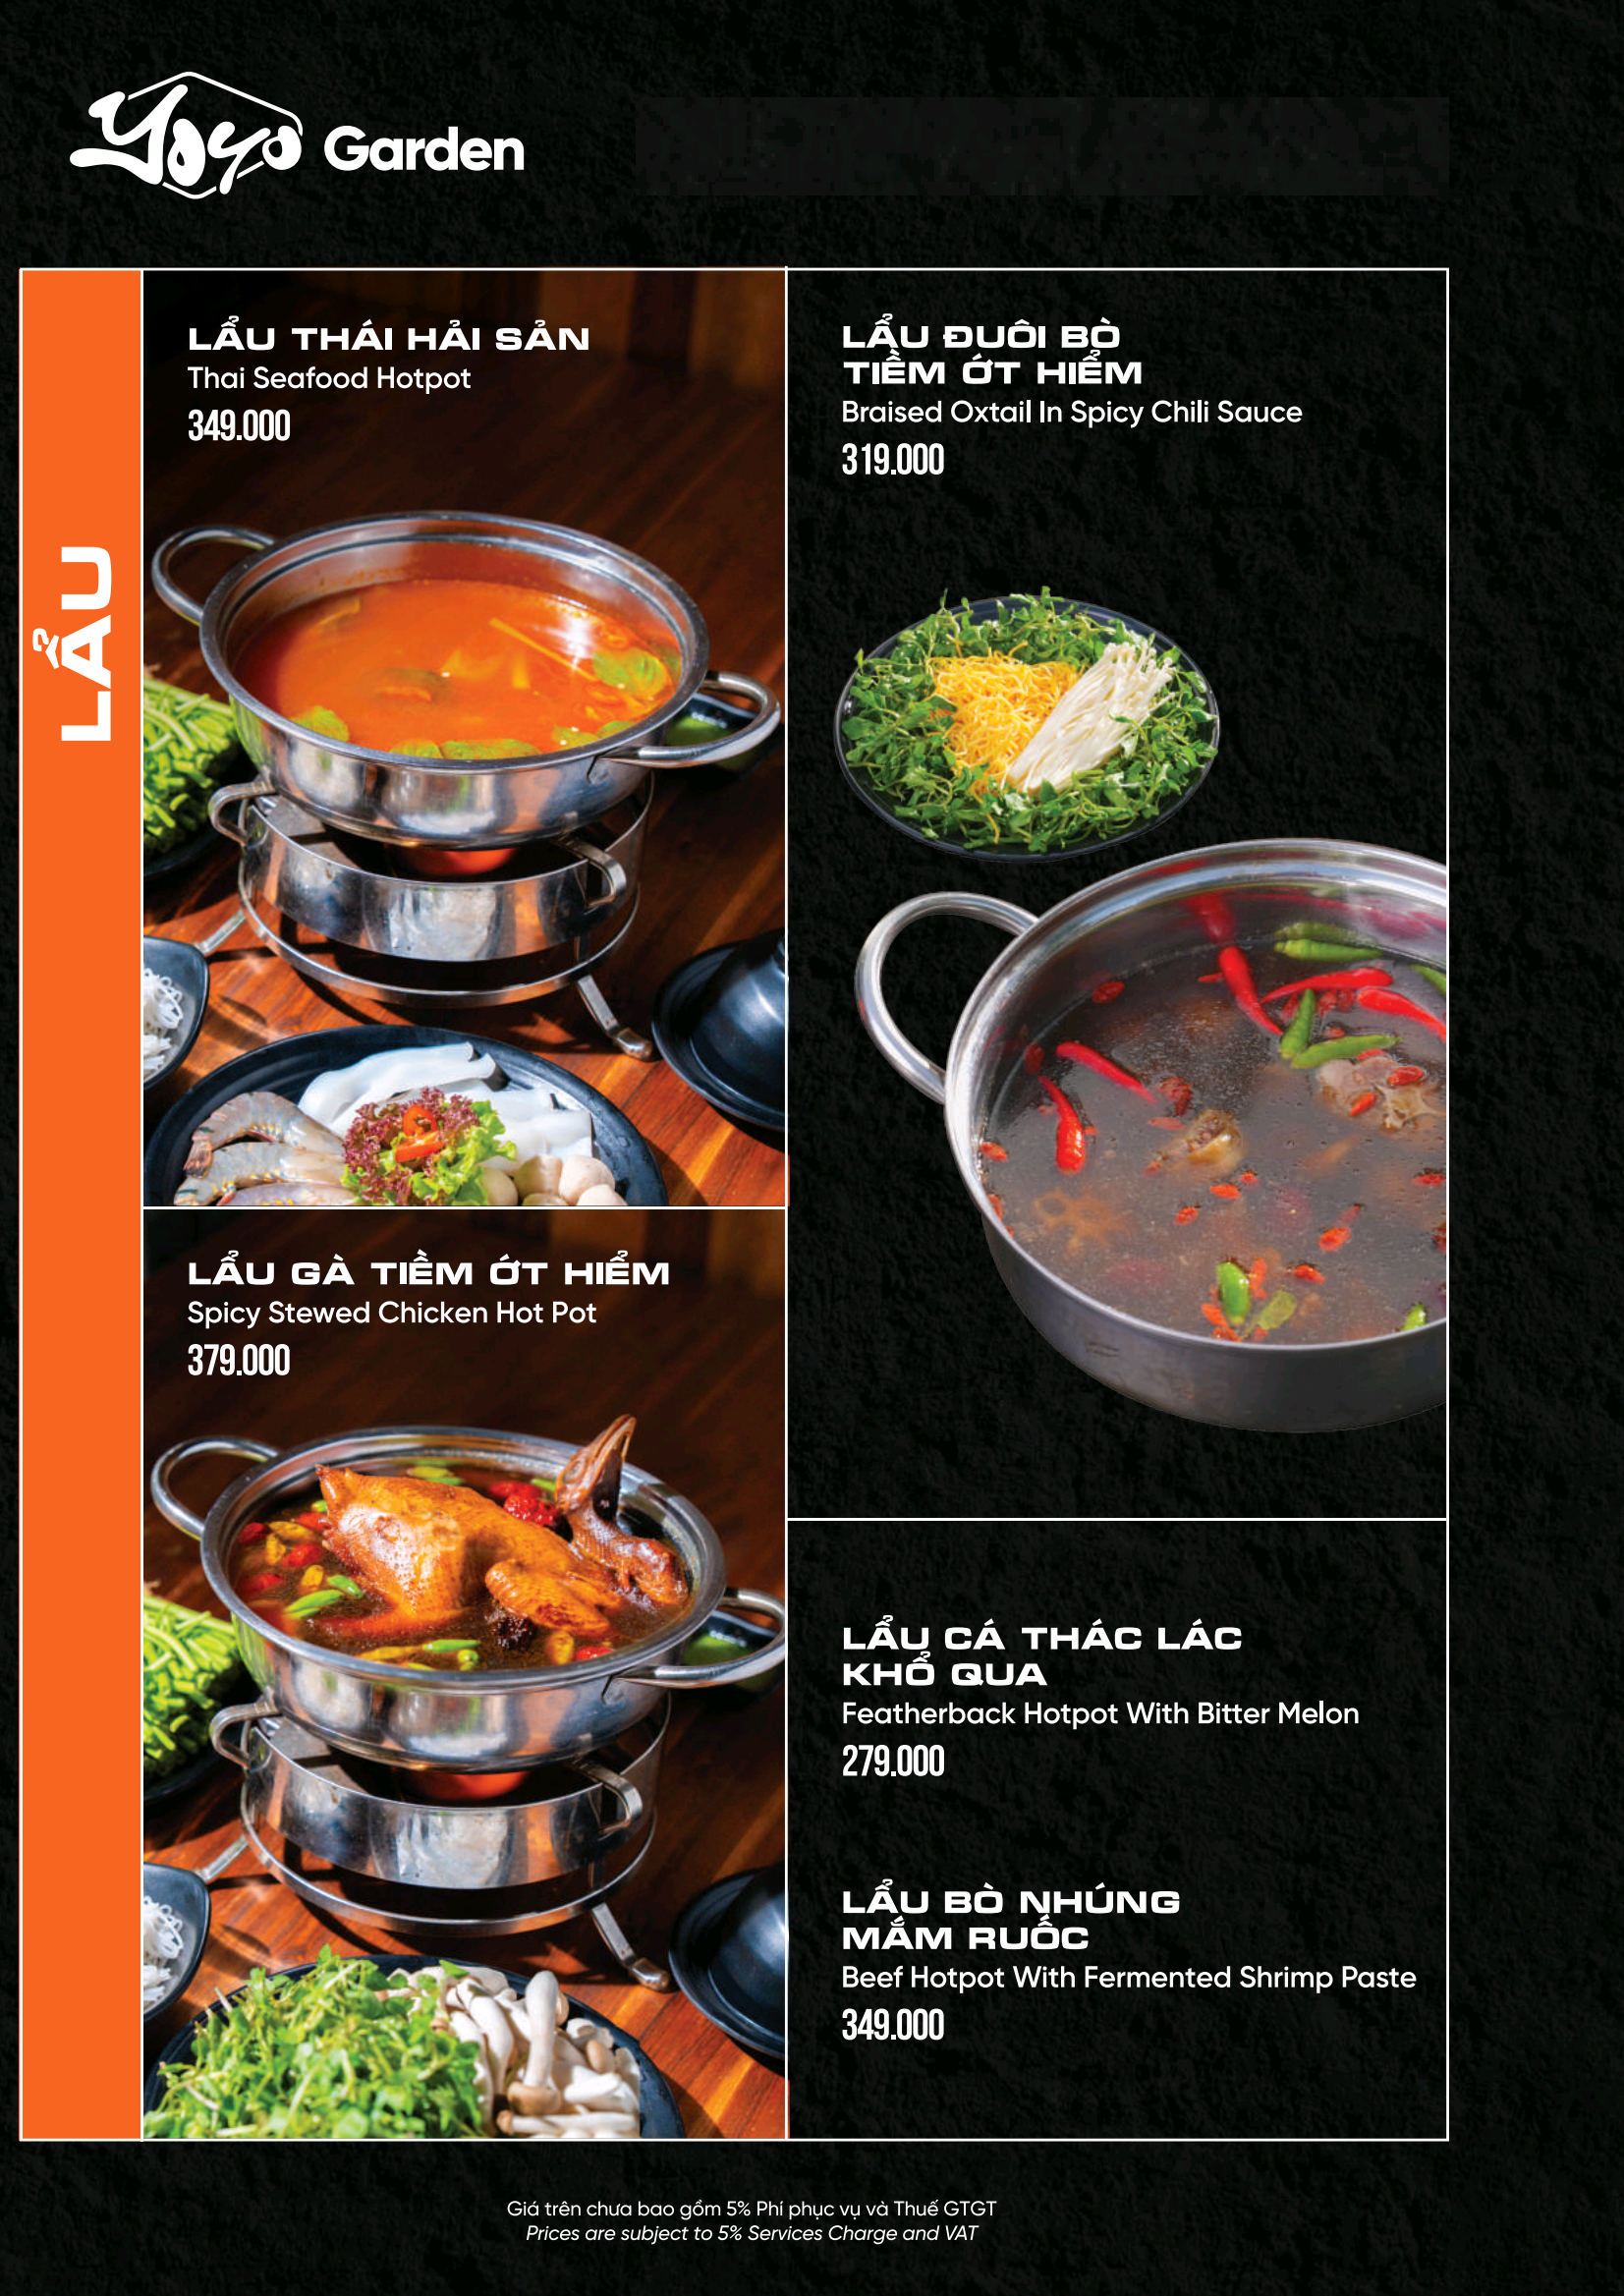 Yoyo Garden
LẨU
LẨU THÁI HẢI SẢN
Thai Seafood Hotpot
349.000
LẨU GÀ TIỀM ỚT HIỂM
Spicy Stewed Chicken Hot Pot
379.000
LẨU ĐUÔI BÒ
TIỀM ỚT HIỂM
Braised Oxtail In Spicy Chili Sauce
319.000
LẨU CÁ THÁC LÁC
KHỔ QUA
Featherback Hotpot With Bitter Melon
279.000
LẨU BÒ NHÚNG
MẮM RUỐC
Beef Hotpot With Fermented Shrimp Paste
349.000
Giá trên chưa bao gồm 5% Phí phục vụ và Thuế GTGT
Prices are subject to 5% Services Charge and VAT